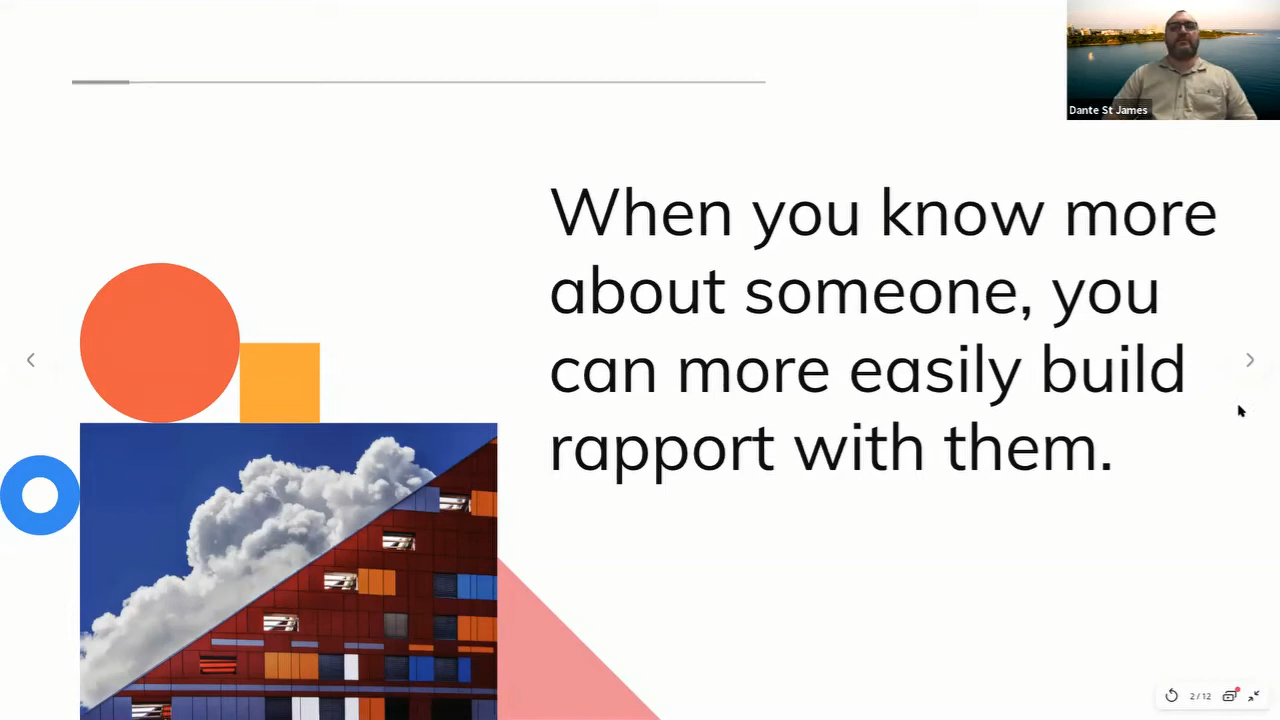 Dante St James
When you know more
about someone, you
can more easily build
rapport with them.
2 / 12